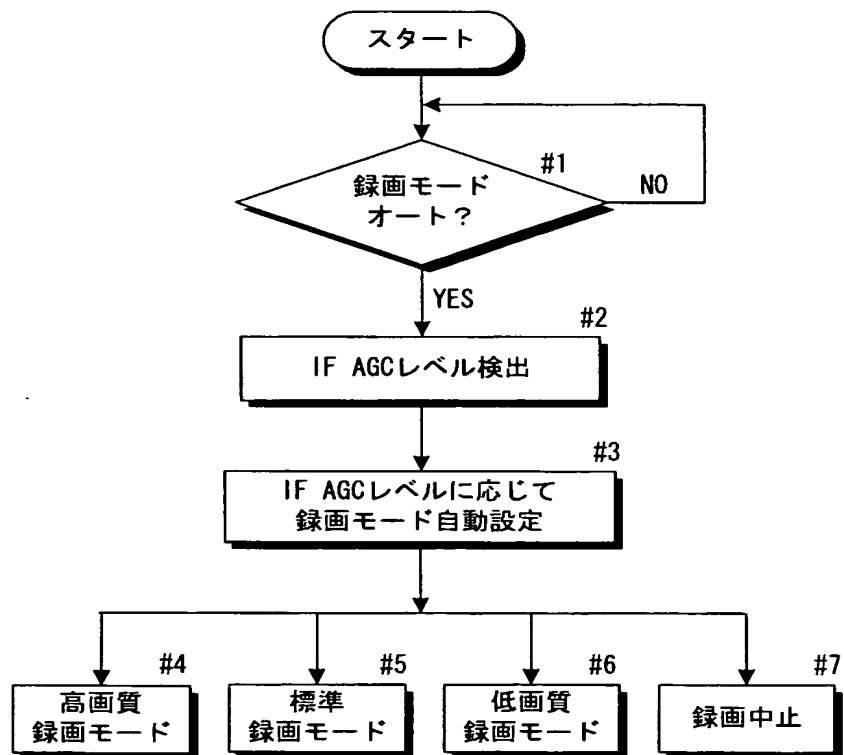 スタート
#1
録画モード
オート？
NO
YES
#2
IF AGCレベル検出
#3
IF AGCレベルに応じて
録画モード自動設定
#4
高画質
録画モード
#5
標準
録画モード
#6
低画質
録画モード
#7
録画中止